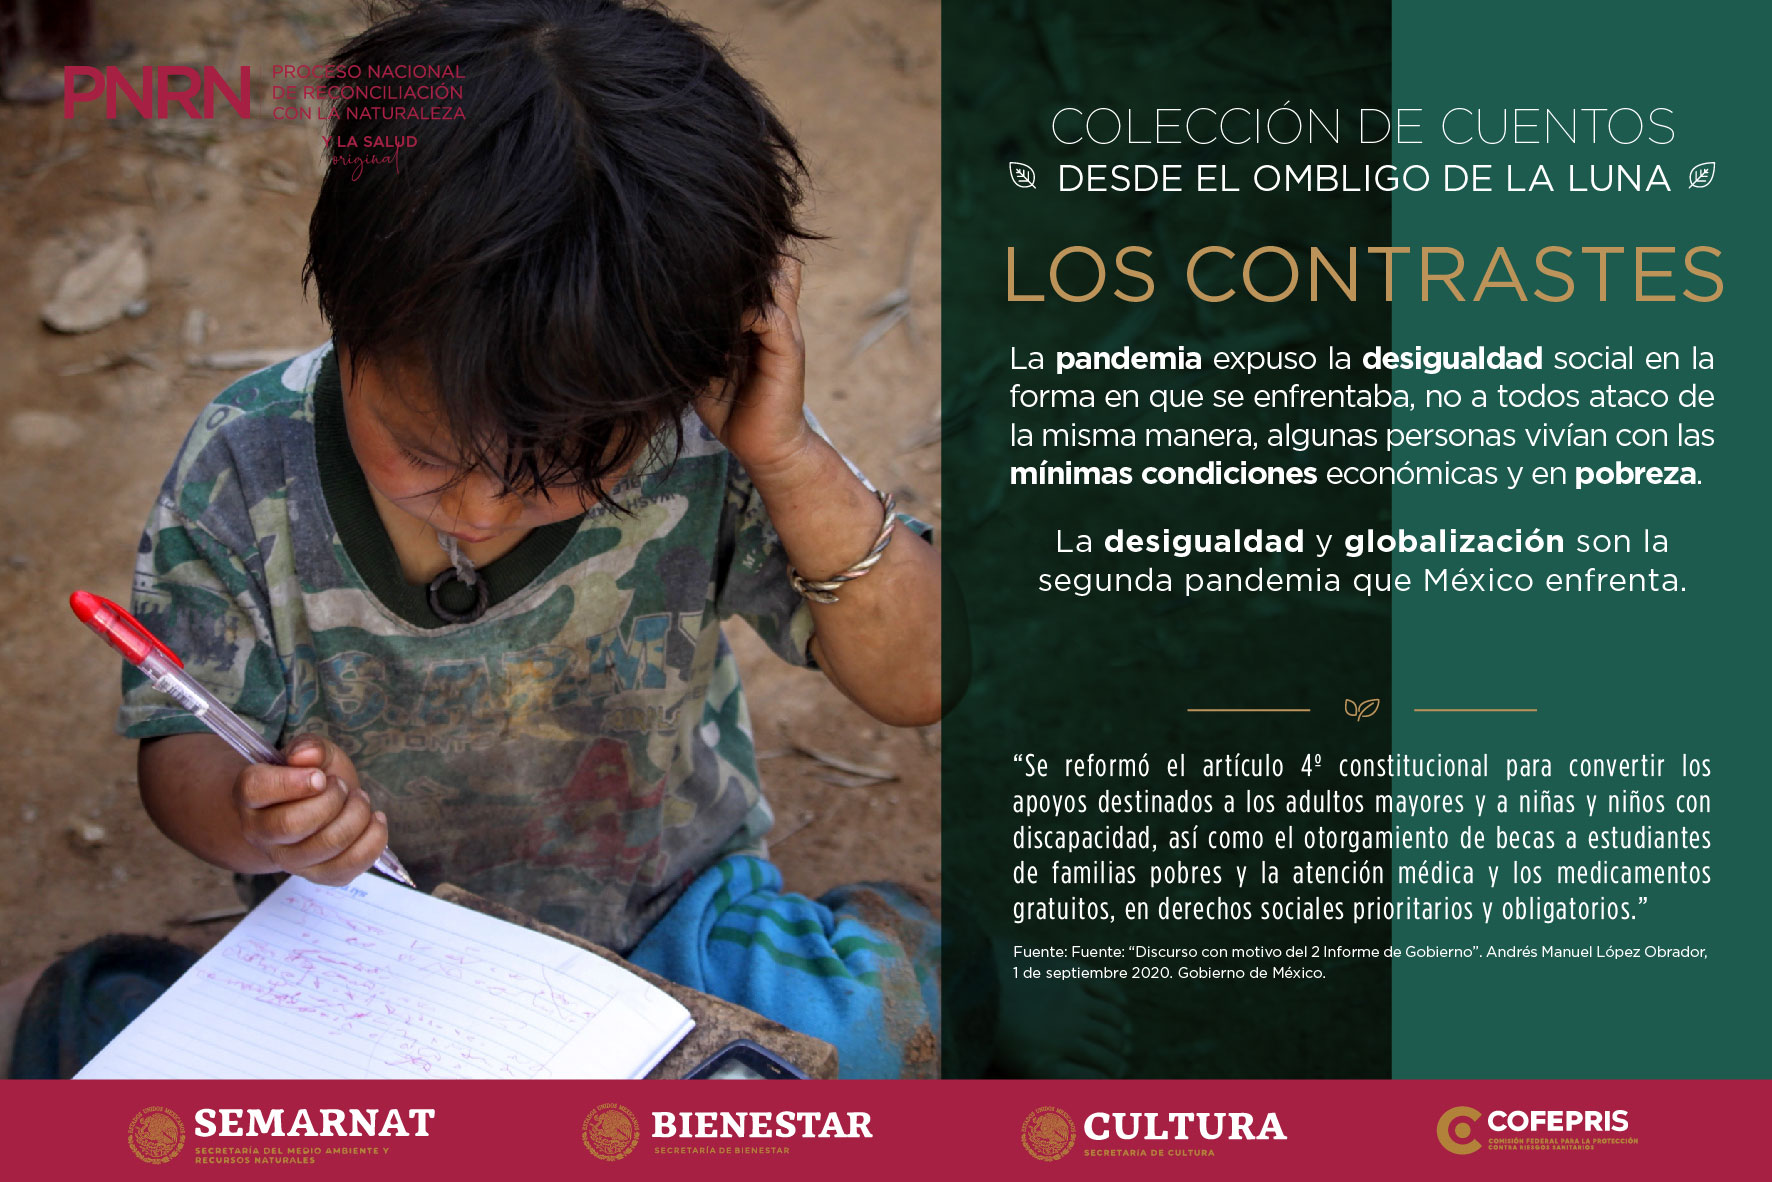 PNRN
PROCESO NACIONAL
DE RECONCILIACIÓN
CON LA NATURALEZA
Y LA SALUD
original
COLECCIÓN DE CUENTOS
DESDE EL OMBLIGO DE LA LUNA
LOS CONTRASTES
La pandemia expuso la desigualdad social en la
forma en que se enfrentaba, no a todos ataco de
la misma manera, algunas personas vivían con las
mínimas condiciones económicas y en pobreza.
La desigualdad y globalización son la
segunda pandemia que México enfrenta.
“Se reformó el artículo 4º constitucional para convertir los
apoyos destinados a los adultos mayores y a niñas y niños con
discapacidad, así como el otorgamiento de becas a estudiantes
de familias pobres y la atención médica y los medicamentos
gratuitos, en derechos sociales prioritarios y obligatorios.”
Fuente: Fuente: “Discurso con motivo del 2 Informe de Gobierno”. Andrés Manuel López Obrador,
1 de septiembre 2020. Gobierno de México.
SEMARNAT
SECRETARÍA DEL MEDIO AMBIENTE Y
RECURSOS NATURALES
BIENESTAR
SECRETARÍA DE BIENESTAR
CULTURA
SECRETARÍA DE CULTURA
COFEPRIS
COMISIÓN FEDERAL PARA LA PROTECCIÓN
CONTRA RIESGOS SANITARIOS